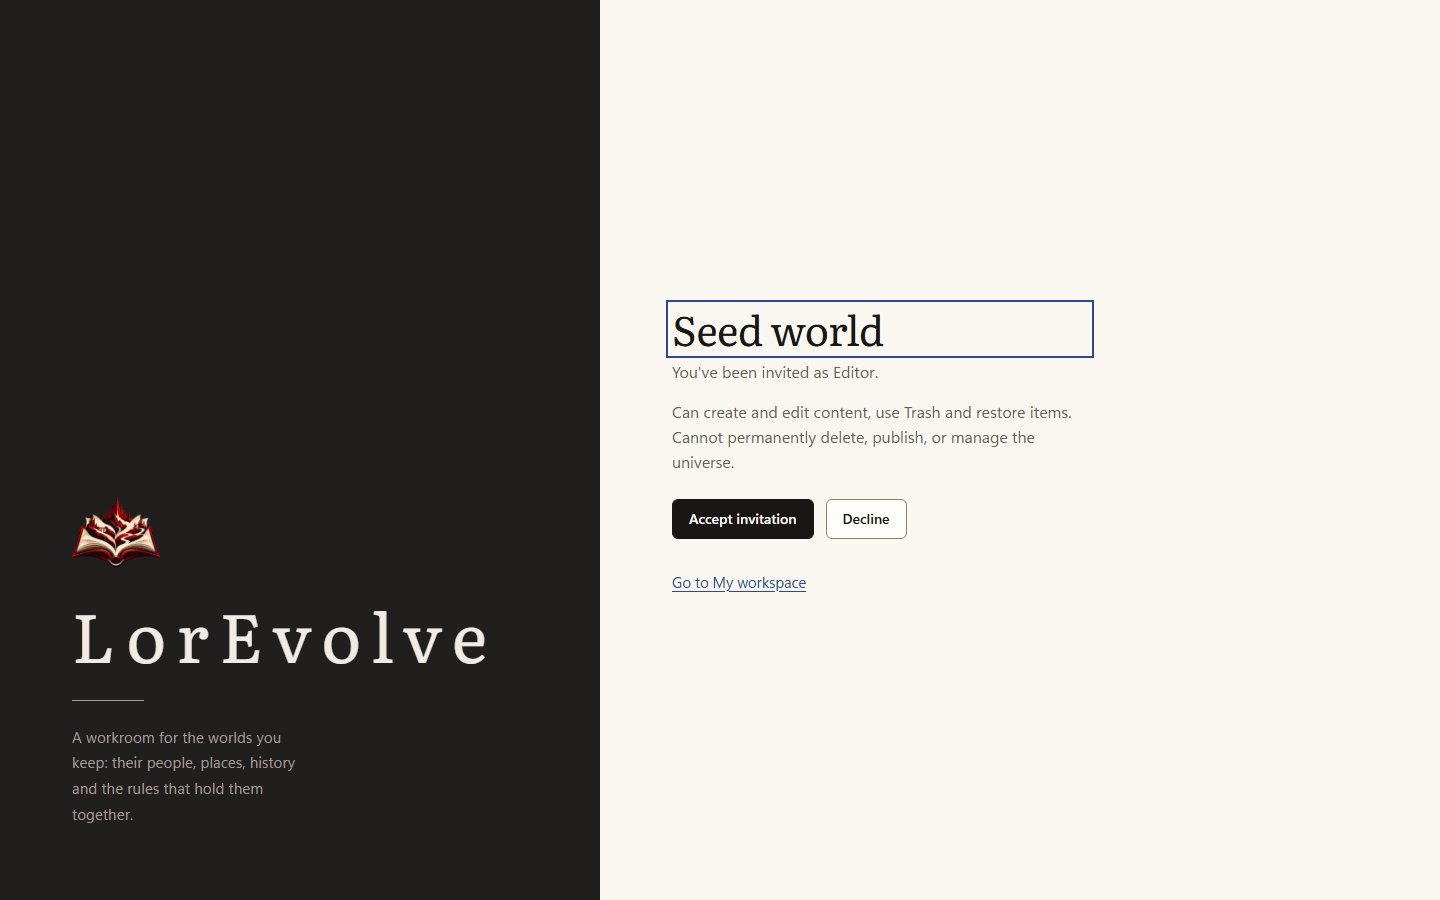 LorEvolve
A workroom for the worlds you
keep: their people, places, history
and the rules that hold them
together.
Seed world
You've been invited as Editor.
Can create and edit content, use Trash and restore items.
Cannot permanently delete, publish, or manage the
universe.
Accept invitation
Decline
Go to My workspace